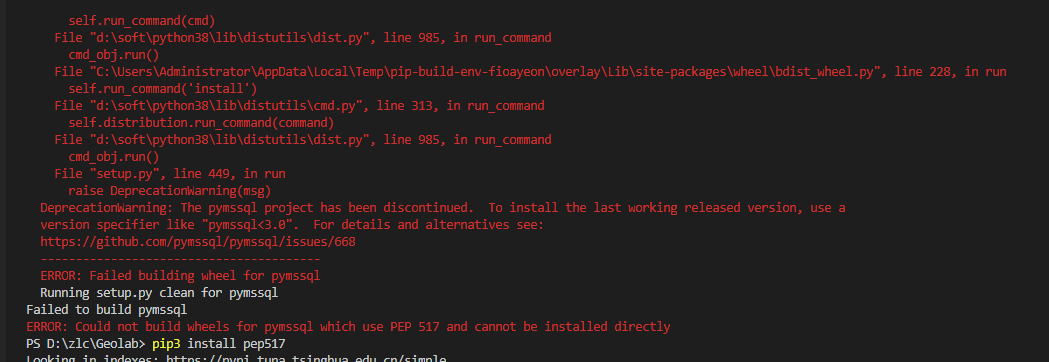 self.run_command(cmd)
File "d:\soft\python38\lib\distutils\dist.py", line 985, in run_command
cmd_obj.run()
File "C:\Users\Administrator\AppData\Local\Temp\pip-build-env-fioayeon\overlay\Lib\site-packages\wheel\bdist_wheel.py", line 228, in run
self.run_command('install')
File "d:\soft\python38\lib\distutils\cmd.py", line 313, in run_command
self.distribution.run_command(command)
File "d:\soft\python38\lib\distutils\dist.py", line 985, in run_command
cmd_obj.run()
File "setup.py", line 449, in run
raise DeprecationWarning(msg)
DeprecationWarning: The pymssql project has been discontinued.  To install the last working released version, use a
version specifier like "pymssql<3.0".  For details and alternatives see:
https://github.com/pymssql/pymssql/issues/668
----------------------------------------
ERROR: Failed building wheel for pymssql
Running setup.py clean for pymssql
Failed to build pymssql
ERROR: Could not build wheels for pymssql which use PEP 517 and cannot be installed directly
PS D:\zlc\Geolab> pip3 install pep517
Looking in indexes: https://pypi.tuna.tsinghua.edu.cn/simple